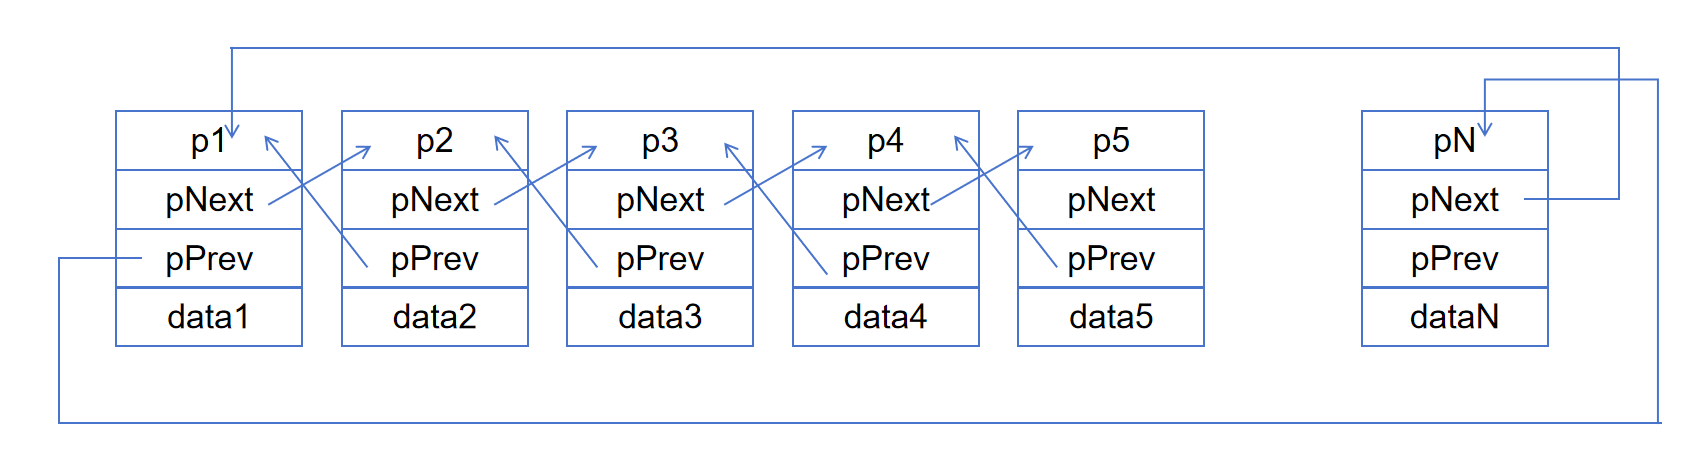 p1 p2 p3 p4 p5 pN
pNext pNext pNext pNext pNext pNext
pPrev pPrev pPrev pPrev pPrev pPrev
data1 data2 data3 data4 data5 dataN